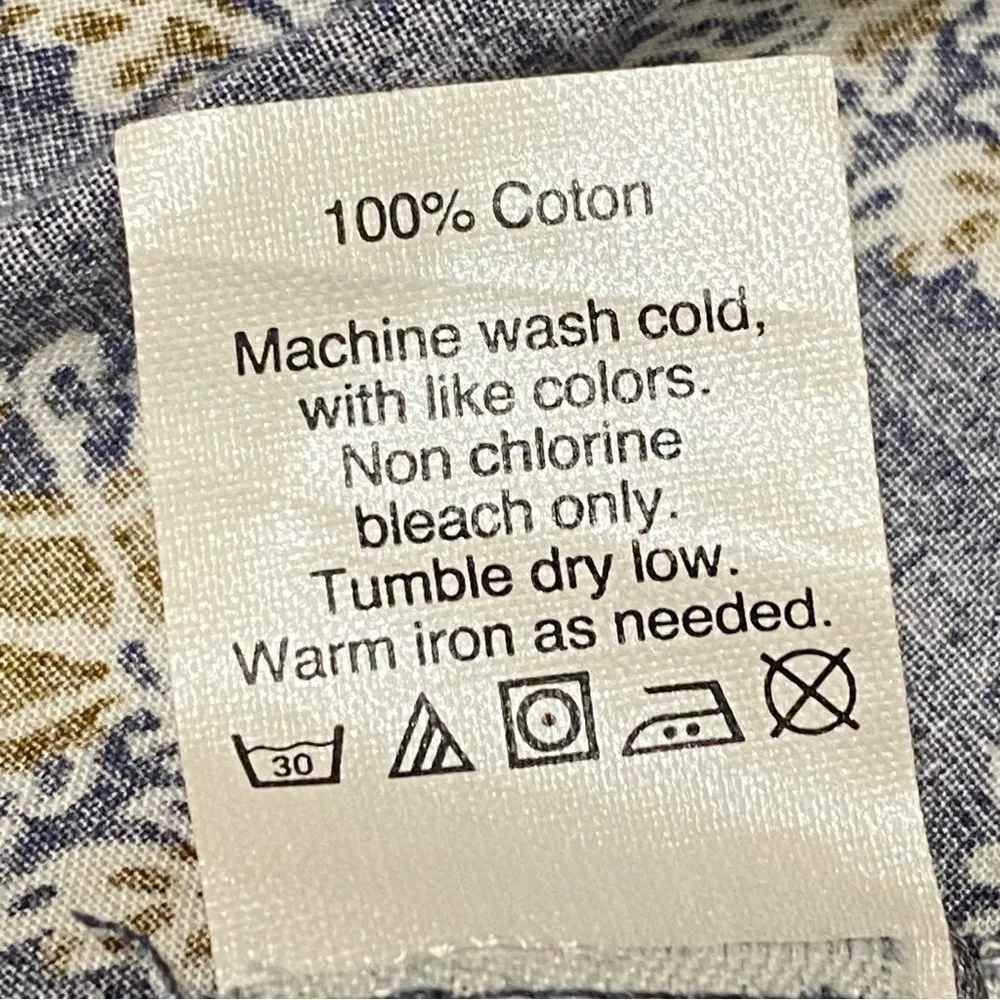 100% Coton
Machine wash cold,
with like colors.
Non chlorine
bleach only.
Tumble dry low.
Warm iron as needed.
30